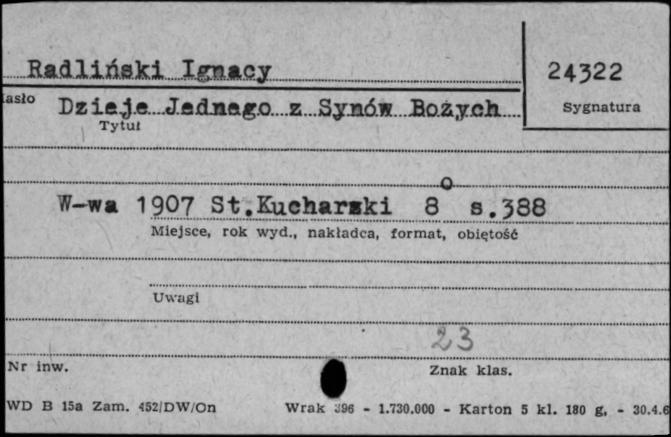 Radliński Ignacy
24322
asło Dzieje Jednego z Synów Bożych
Tytuł
Sygnatura
W-wa 1907 St.Kucharski 8° s.388
Miejsce, rok wyd., nakładca, format, obiętość
Uwagi
23
Nr inw.
Znak klas.
WD B 15a Zam. 452/DW/On Wrak 396 - 1.730.000 - Karton 5 kl. 180 g, - 30.4.6